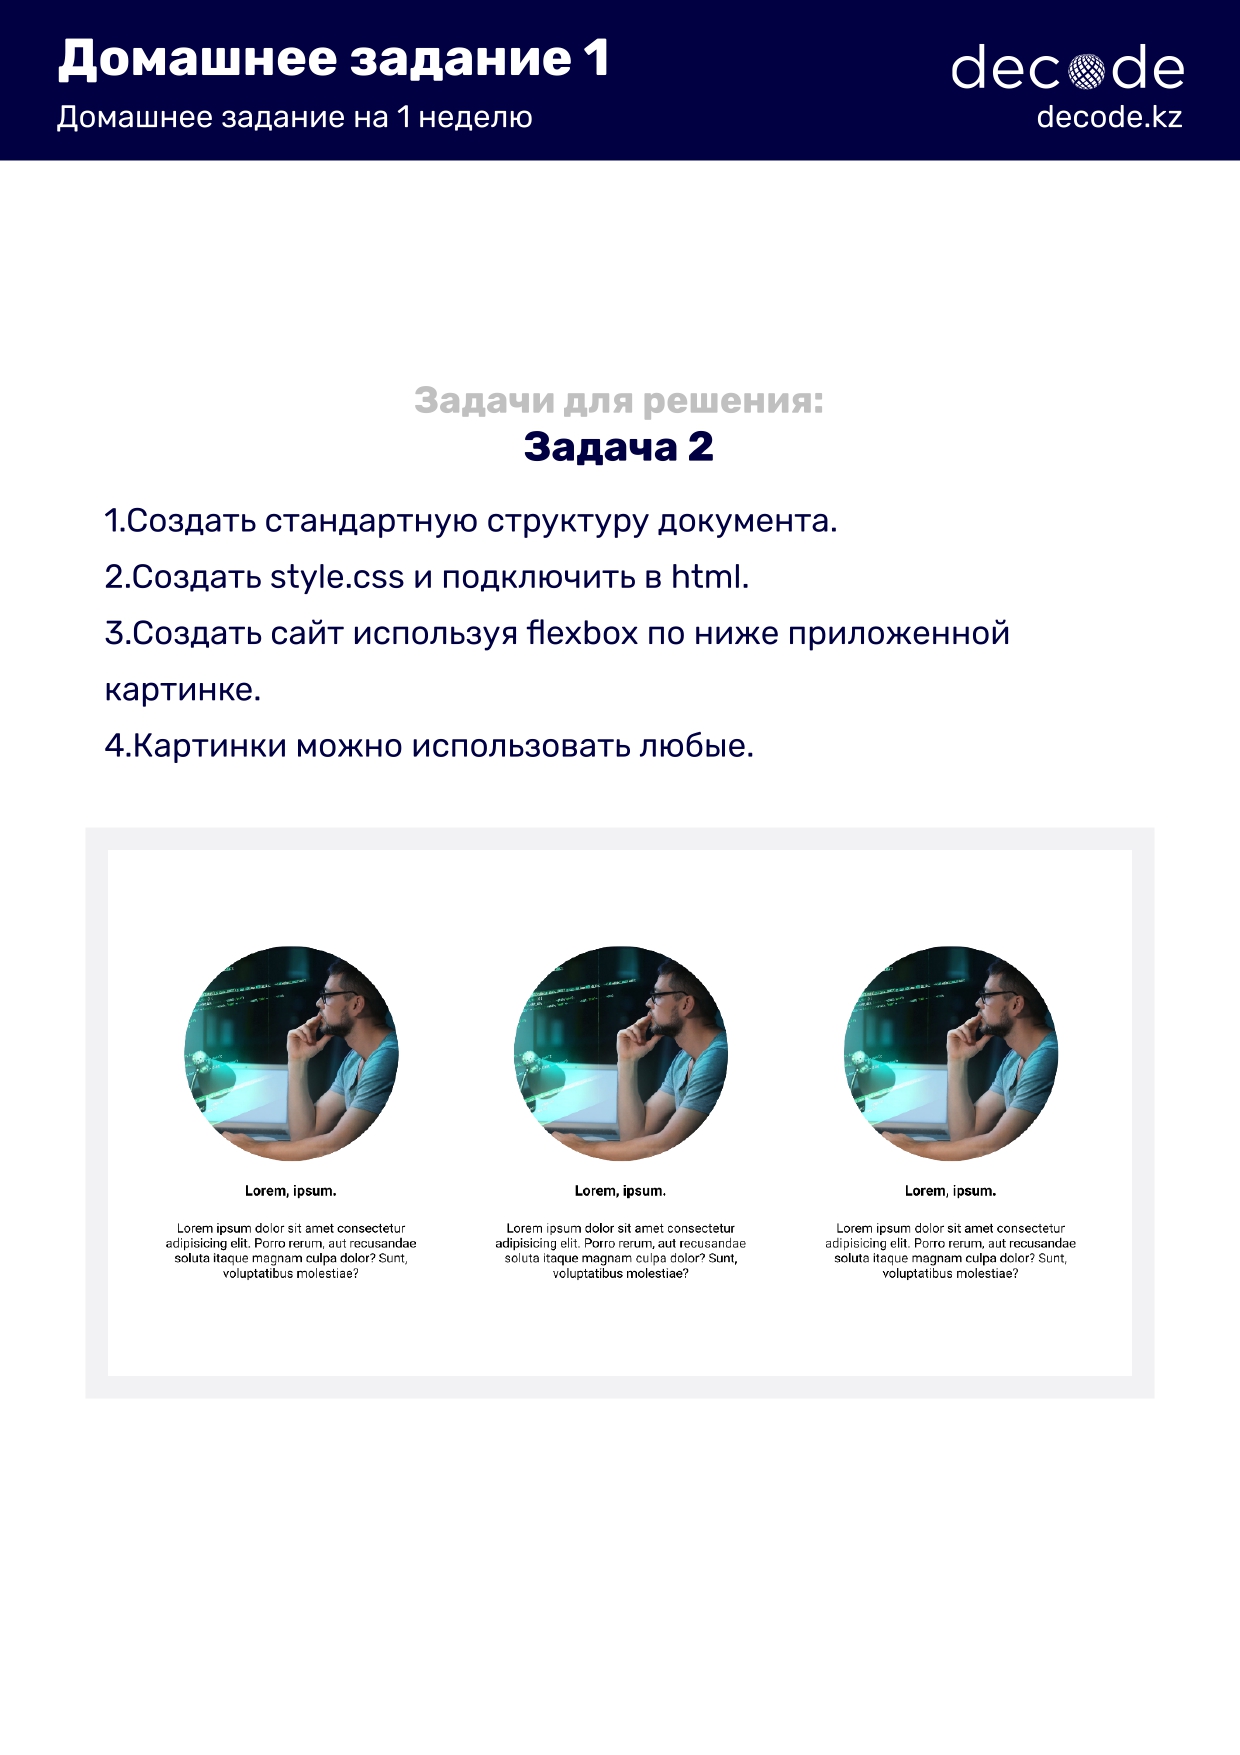 Домашнее задание 1
Домашнее задание на 1 неделю
decode
decode.kz
Задачи для решения:
Задача 2
1.Создать стандартную структуру документа.
2.Создать style.css и подключить в html.
3.Создать сайт используя flexbox по ниже приложенной
картинке.
4.Картинки можно использовать любые.
Lorem, ipsum.
Lorem ipsum dolor sit amet consectetur
adipisicing elit. Porro rerum, aut recusandae
soluta itaque magnam culpa dolor? Sunt,
voluptatibus molestiae?
Lorem, ipsum.
Lorem ipsum dolor sit amet consectetur
adipisicing elit. Porro rerum, aut recusandae
soluta itaque magnam culpa dolor? Sunt,
voluptatibus molestiae?
Lorem, ipsum.
Lorem ipsum dolor sit amet consectetur
adipisicing elit. Porro rerum, aut recusandae
soluta itaque magnam culpa dolor? Sunt,
voluptatibus molestiae?